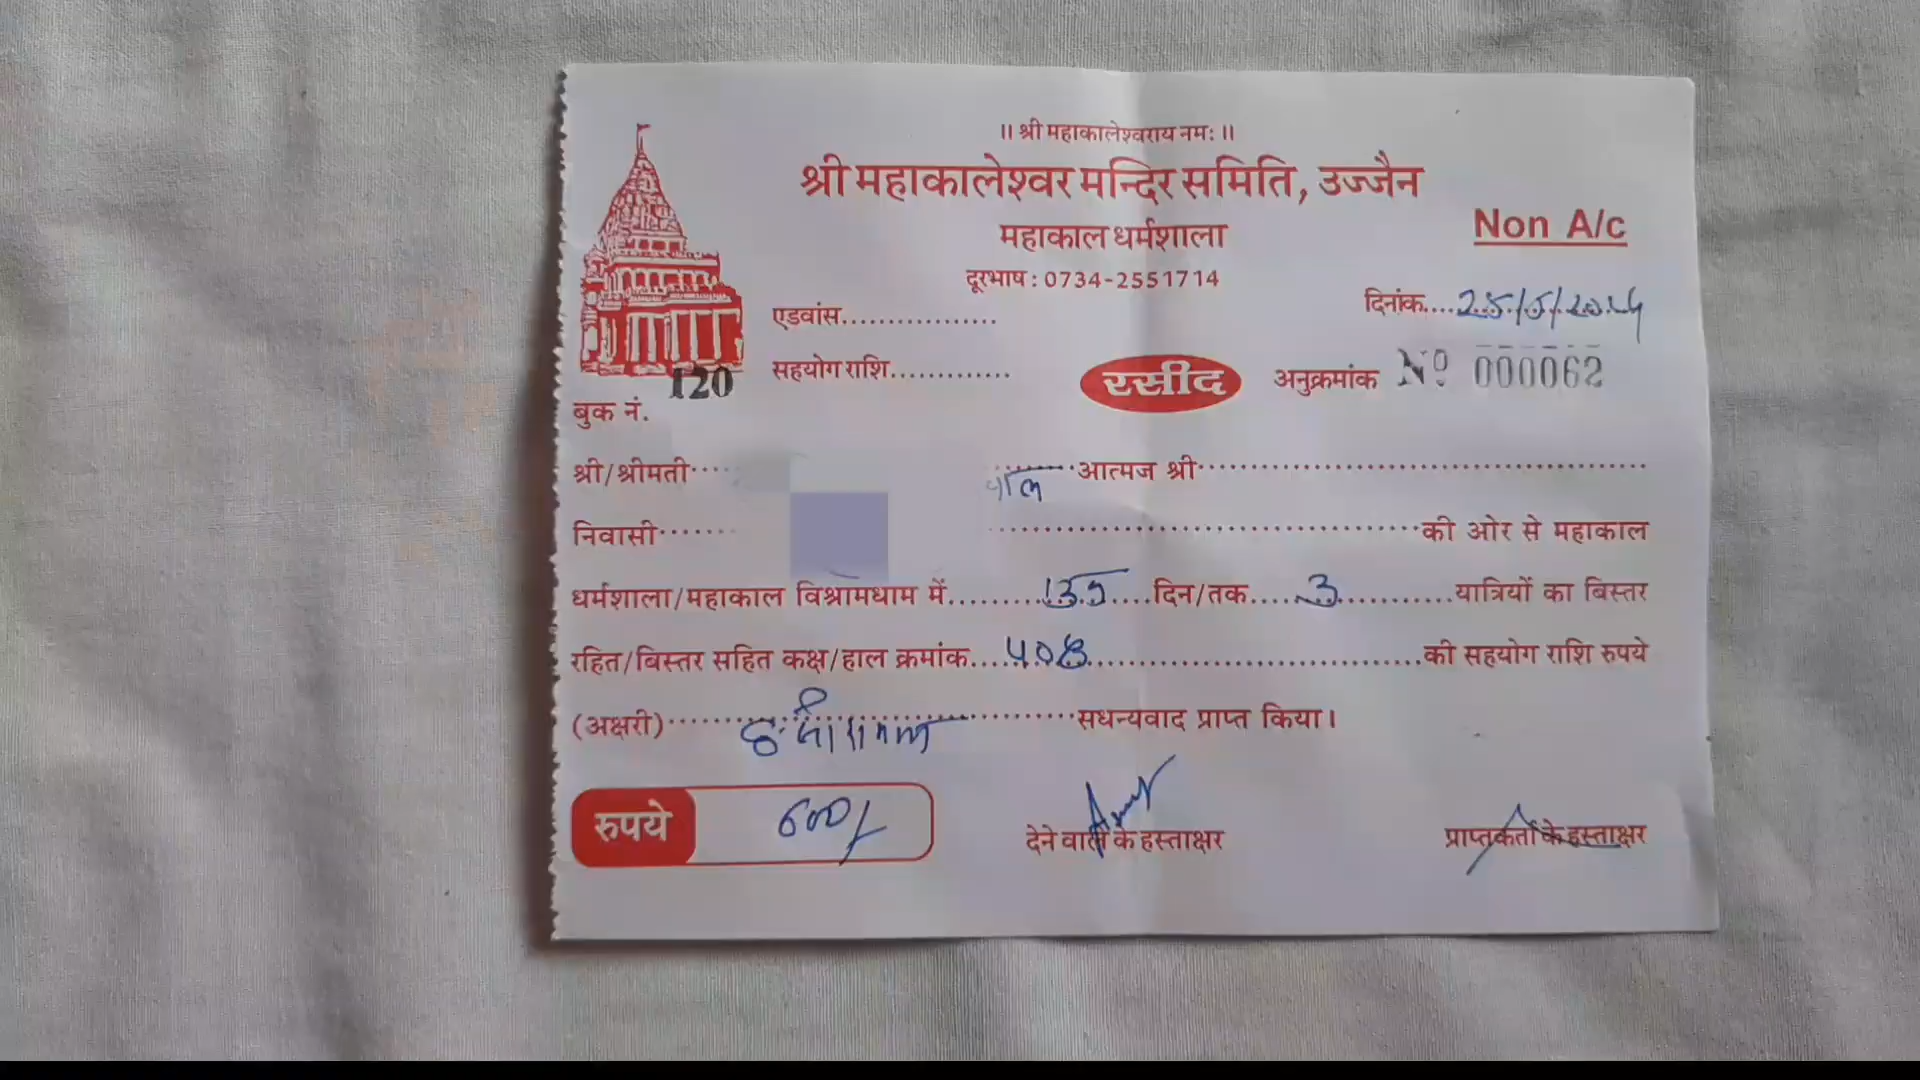 ॥ श्री महाकालेश्वराय नमः ॥
श्री महाकालेश्वर मन्दिर समिति, उज्जैन
महाकाल धर्मशाला
Non A/c
दूरभाष : 0734-2551714
एडवांस................ दिनांक....25/5/2024
सहयोग राशि............. रसीद अनुक्रमांक Nº 000062
बुक नं. 120
श्री/श्रीमती.... पाल आत्मज श्री....
निवासी.... की ओर से महाकाल
धर्मशाला/महाकाल विश्रामधाम में.... दिन/तक....3....यात्रियों का बिस्तर
रहित/बिस्तर सहित कक्ष/हाल क्रमांक....408....की सहयोग राशि रुपये
(अक्षरी)....सधन्यवाद प्राप्त किया।
रुपये 600/
देने वाले के हस्ताक्षर प्राप्तकर्ता के हस्ताक्षर